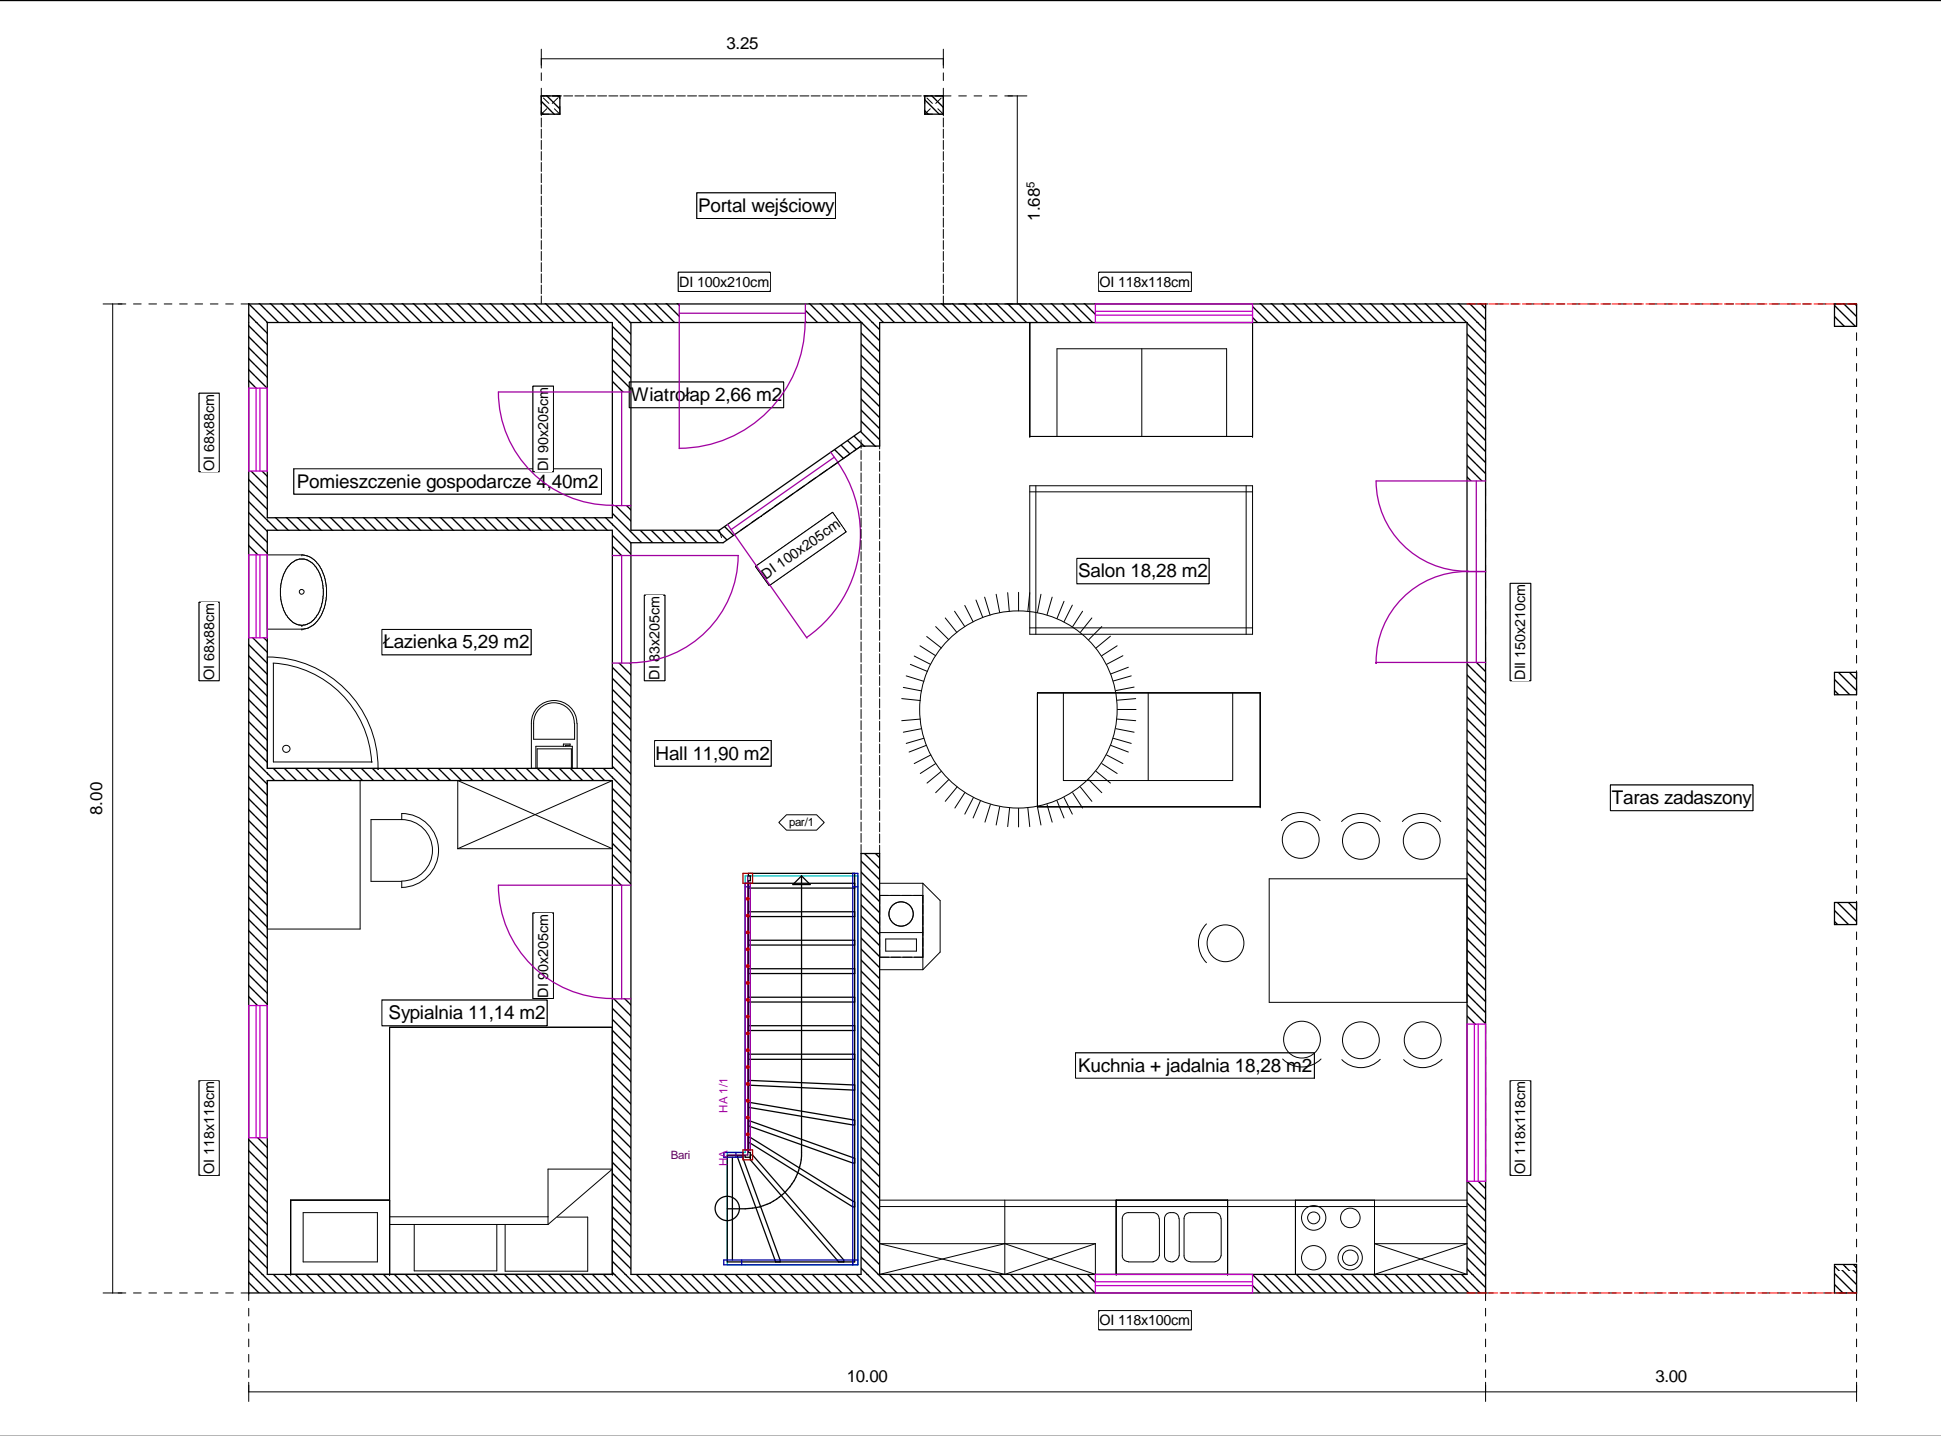 3.25
1.68⁵
Portal wejściowy
DI 100x210cm
OI 118x118cm
OI 68x88cm
DI 90x205cm
Wiatrołap 2,66 m2
Pomieszczenie gospodarcze 4,40m2
DI 100x205cm
Salon 18,28 m2
OI 68x88cm
Łazienka 5,29 m2
DI 83x205cm
DII 150x210cm
Hall 11,90 m2
8.00
Taras zadaszony
par/1
DI 90x205cm
Sypialnia 11,14 m2
Kuchnia + jadalnia 18,28 m2
HA 1/1
OI 118x118cm
OI 118x118cm
Bari
HA
OI 118x100cm
10.00
3.00